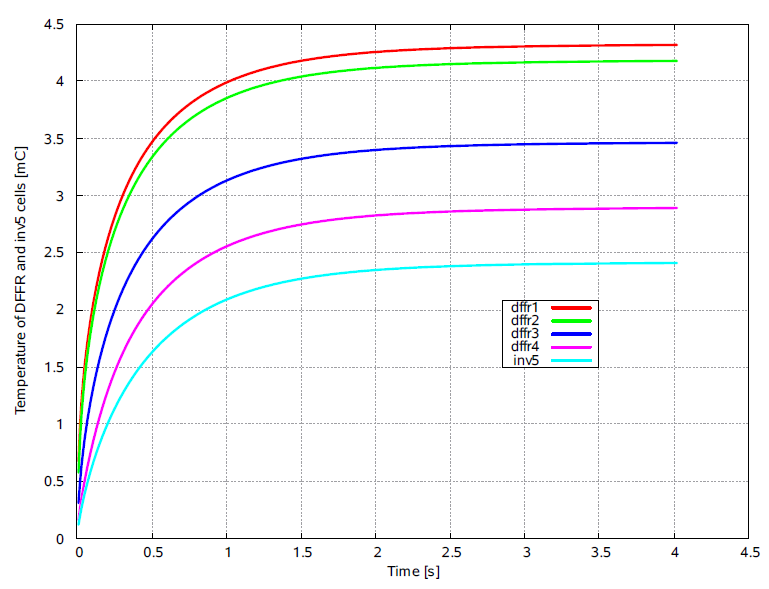 4.5
4
3.5
3
2.5
2
1.5
1
0.5
0
Temperature of DFFR and inv5 cells [mC]
dffr1
dffr2
dffr3
dffr4
inv5
0 0.5 1 1.5 2 2.5 3 3.5 4 4.5
Time [s]